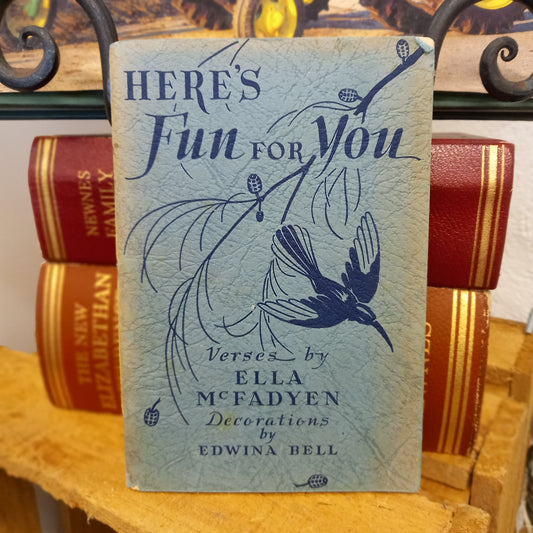 HERE'S
Fun FOR You
Verses by
ELLA
McFADYEN
Decorations
by
EDWINA BELL
NEWNES
FAMILY
THE NEW
ELIZABETHAN